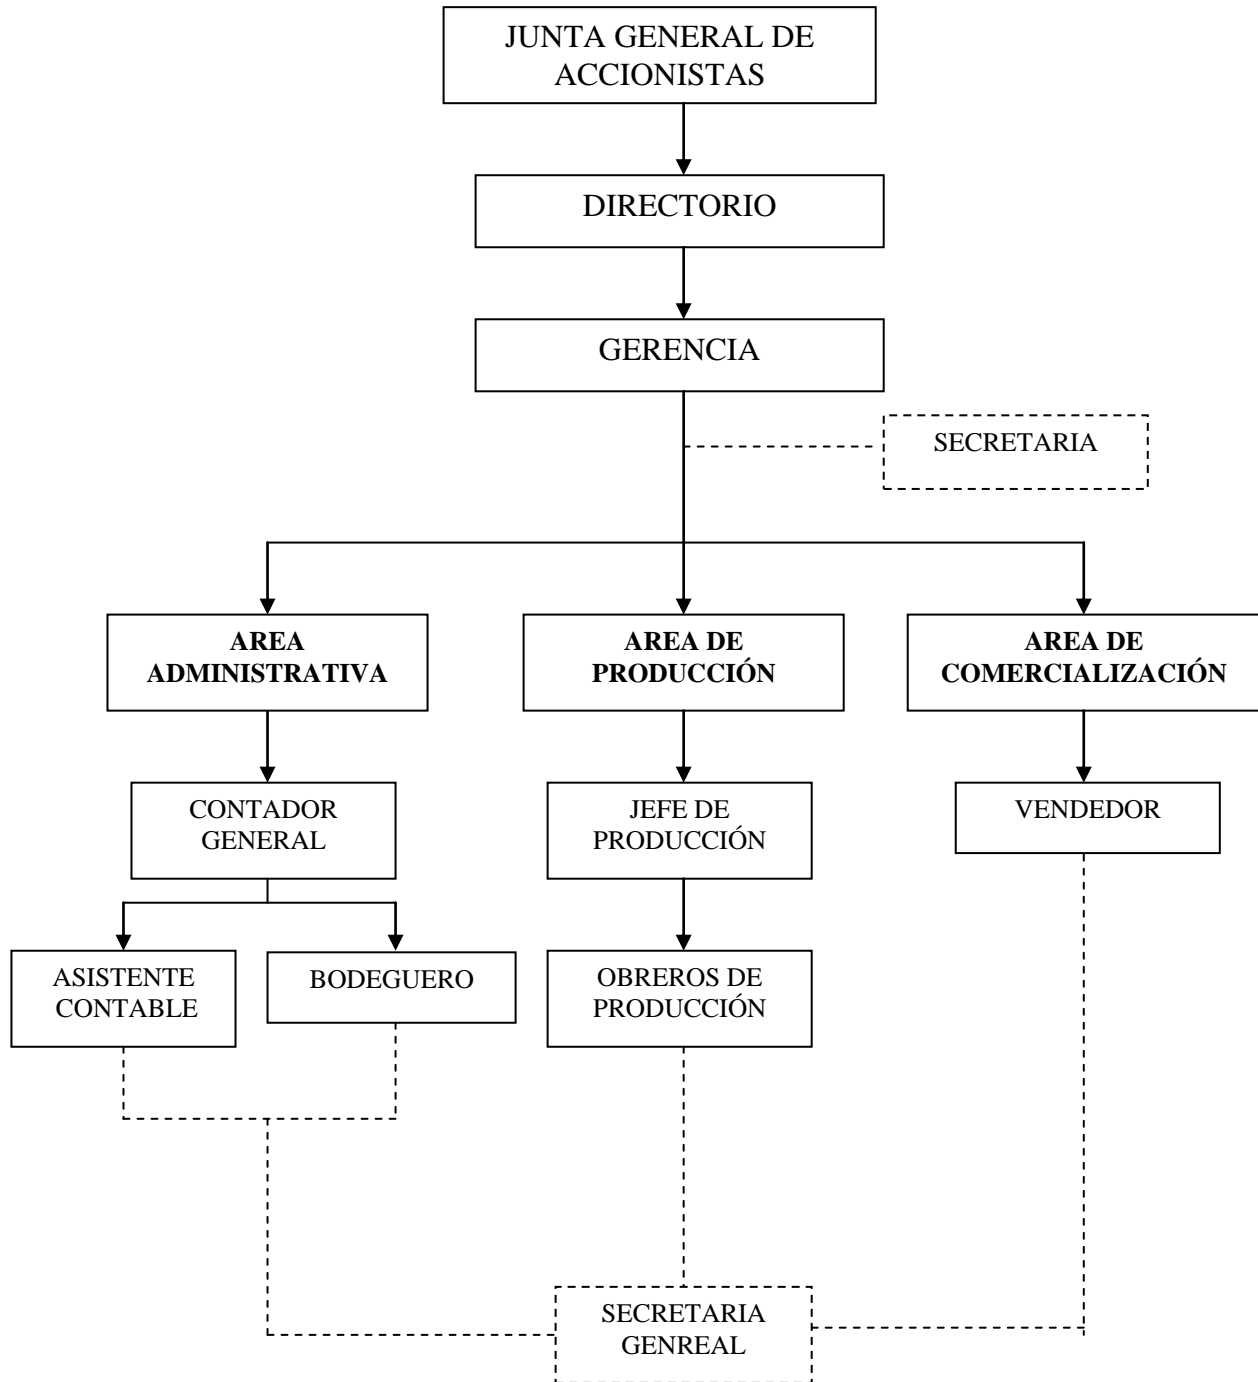 JUNTA GENERAL DE
ACCIONISTAS
DIRECTORIO
GERENCIA
SECRETARIA
AREA
ADMINISTRATIVA
AREA DE
PRODUCCIÓN
AREA DE
COMERCIALIZACIÓN
CONTADOR
GENERAL
JEFE DE
PRODUCCIÓN
VENDEDOR
ASISTENTE
CONTABLE
BODEGUERO
OBREROS DE
PRODUCCIÓN
SECRETARIA
GENREAL